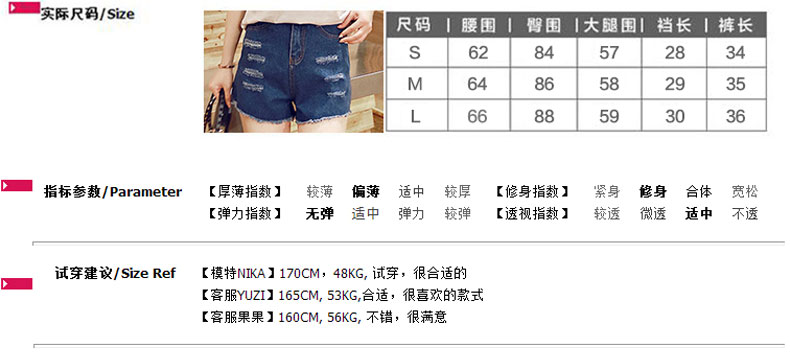 实际尺码/Size
尺码 腰围 臀围 大腿围 裆长 裤长
S 62 84 57 28 34
M 64 86 58 29 35
L 66 88 59 30 36
指标参数/Parameter 【厚薄指数】 较薄 偏薄 适中 较厚 【修身指数】 紧身 修身 合体 宽松
【弹力指数】 无弹 适中 弹力 较弹 【透视指数】 较透 微透 适中 不透
试穿建议/Size Ref 【模特NIKA】170CM，48KG, 试穿，很合适的
【客服YUZI】165CM, 53KG,合适，很喜欢的款式
【客服果果】160CM, 56KG, 不错，很满意